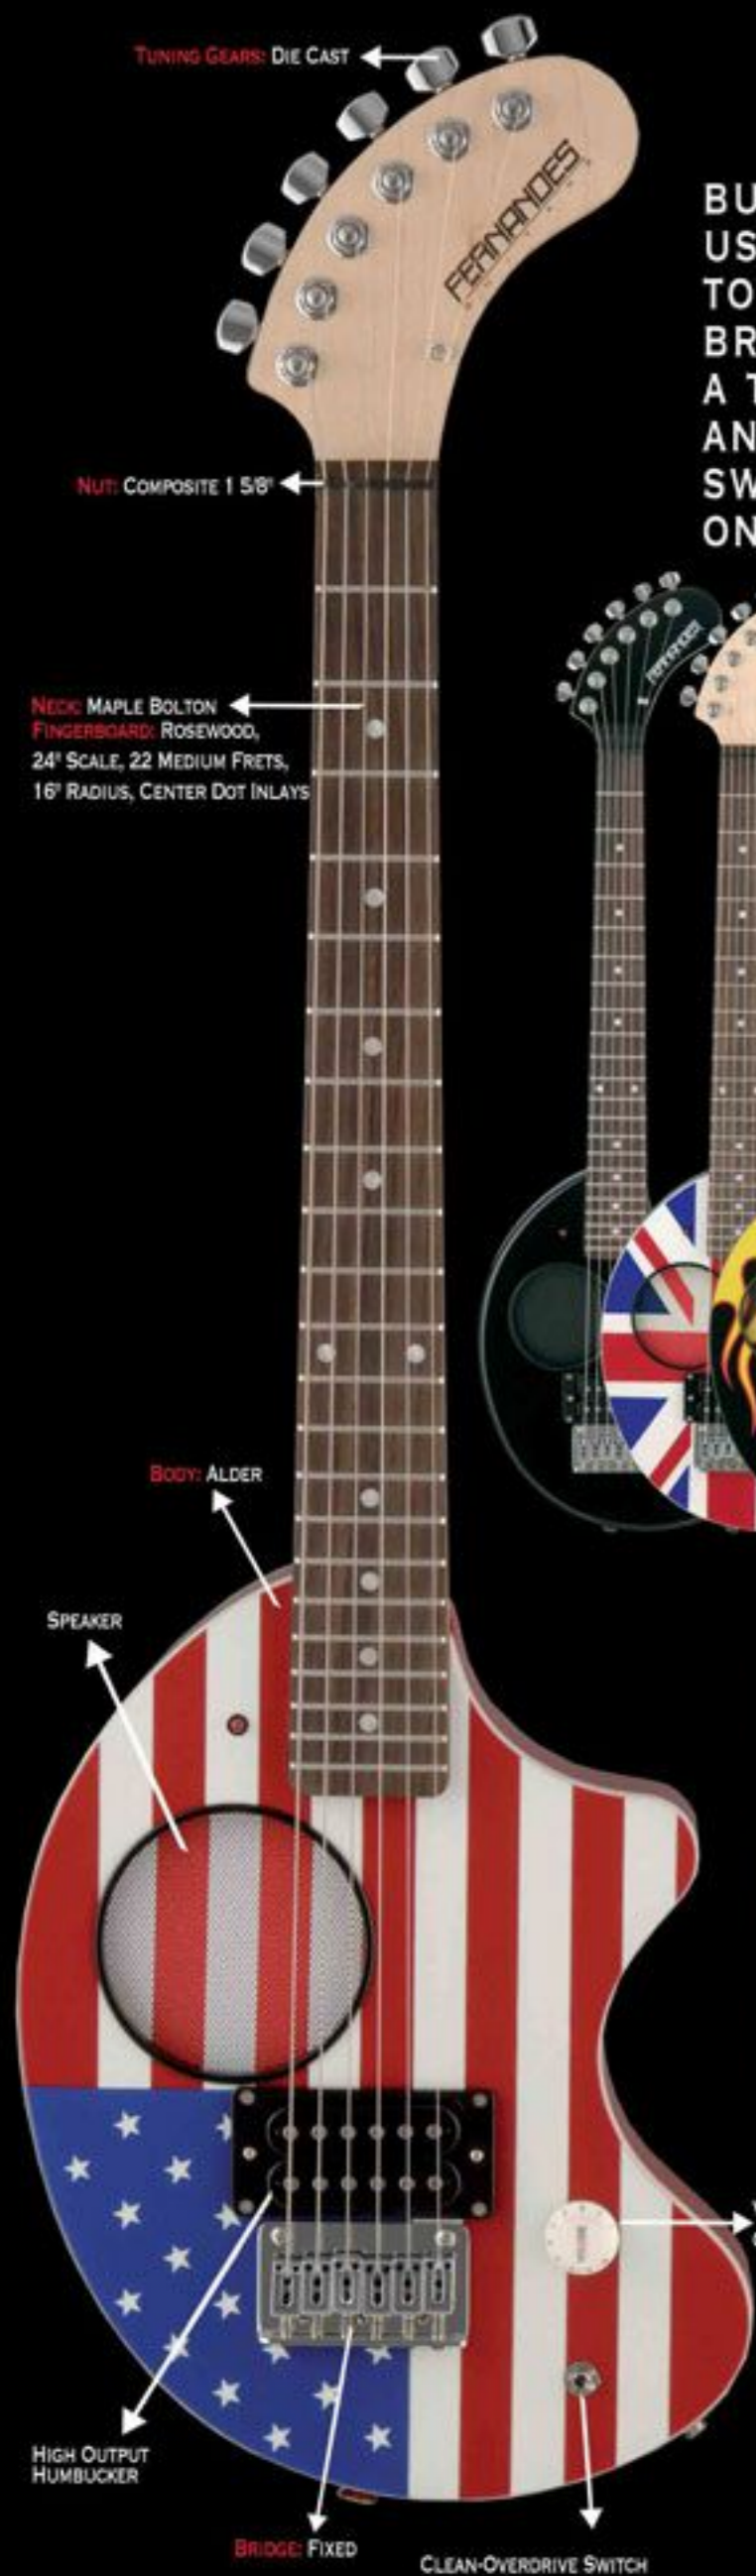 TUNING GEARS: DIE CAST
FERNANDES
BU
US
TO
BR
A T
AN
SW
ON
NUT: COMPOSITE 1 5/8"
FERNANDES
NECK: MAPLE BOLTON
FINGERBOARD: ROSEWOOD,
24" SCALE, 22 MEDIUM FRETS,
16" RADIUS, CENTER DOT INLAYS
BODY: ALDER
SPEAKER
HIGH OUTPUT
HUMBUCKER
BRIDGE: FIXED
CLEAN-OVERDRIVE SWITCH